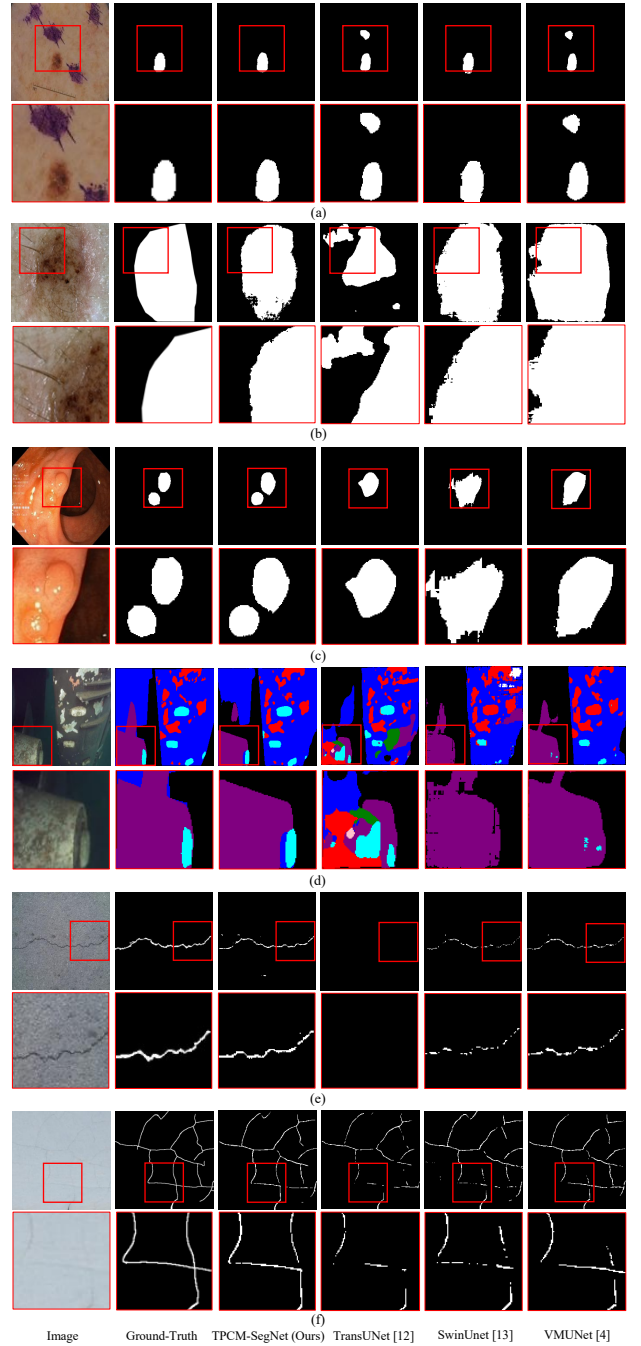 (a)
(b)
(c)
(d)
(e)
(f)
Image Ground-Truth TPCM-SegNet (Ours) TransUNet [12] SwinUnet [13] VMUNet [4]